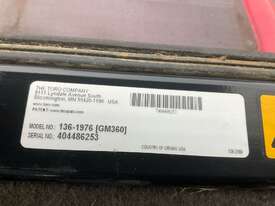 THE TORO COMPANY
8111 Lyndale Avenue South
Bloomington, MN 55420-1196 USA
MODEL NO: 136-1976 [GM360]
SERIAL NO: 404486253
COUNTRY OF ORIGIN: USA